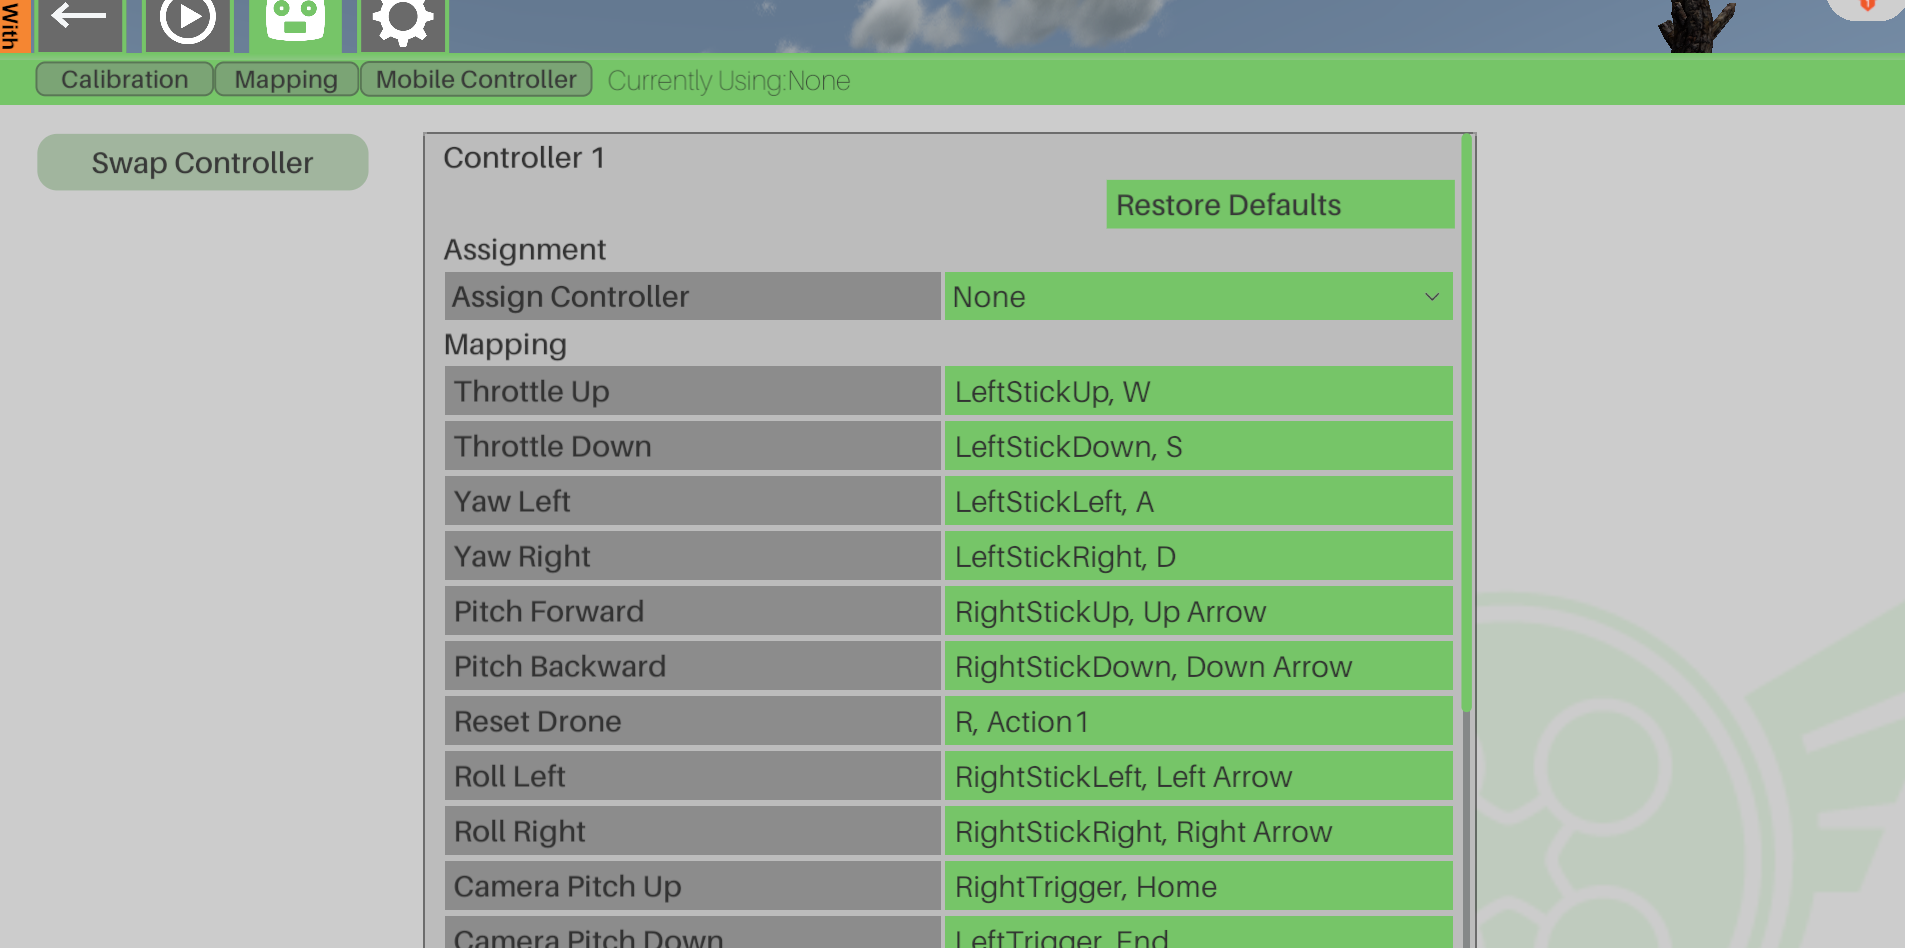 With
Calibration
Mapping
Mobile Controller
Currently Using:None
Swap Controller
Controller 1
Restore Defaults
Assignment
Assign Controller
None
Mapping
Throttle Up
LeftStickUp, W
Throttle Down
LeftStickDown, S
Yaw Left
LeftStickLeft, A
Yaw Right
LeftStickRight, D
Pitch Forward
RightStickUp, Up Arrow
Pitch Backward
RightStickDown, Down Arrow
Reset Drone
R, Action1
Roll Left
RightStickLeft, Left Arrow
Roll Right
RightStickRight, Right Arrow
Camera Pitch Up
RightTrigger, Home
Camera Pitch Down
LeftTrigger, End